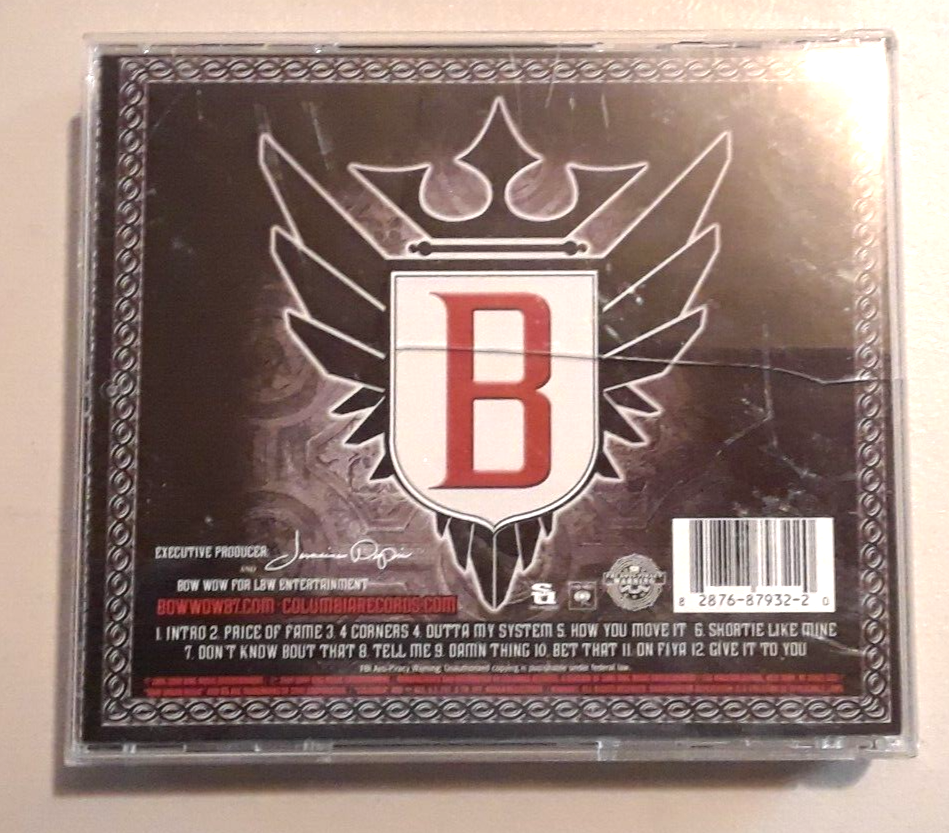 B
EXECUTIVE PRODUCER Jermaine Dupri
AND
BOW WOW FOR LBW ENTERTAINMENT
BOWWOW87.COM COLUMBIARECORDS.COM
WARNING
8 2876-87932-2 0
1. INTRO 2. PRICE OF FAME 3. 4 CORNERS 4. OUTTA MY SYSTEM 5. HOW YOU MOVE IT 6. SHORTIE LIKE MINE
7. DON'T KNOW BOUT THAT 8. TELL ME 9. DAMN THING 10. BET THAT 11. ON FIYA 12. GIVE IT TO YOU
FBI Anti-Piracy Warning: Unauthorized copying is punishable under federal law.